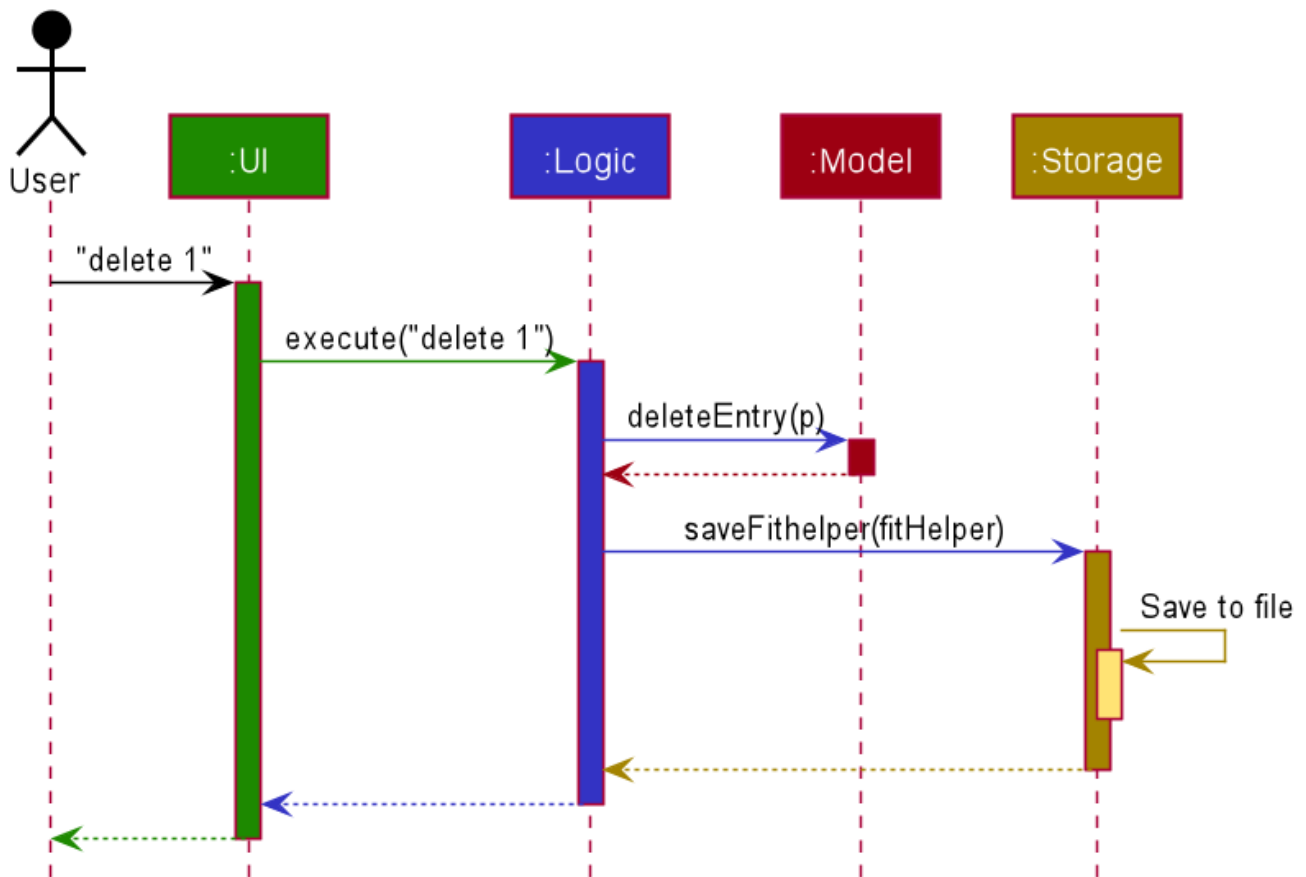 User
:UI
:Logic
:Model
:Storage
"delete 1"
execute("delete 1")
deleteEntry(p)
saveFithelper(fitHelper)
Save to file